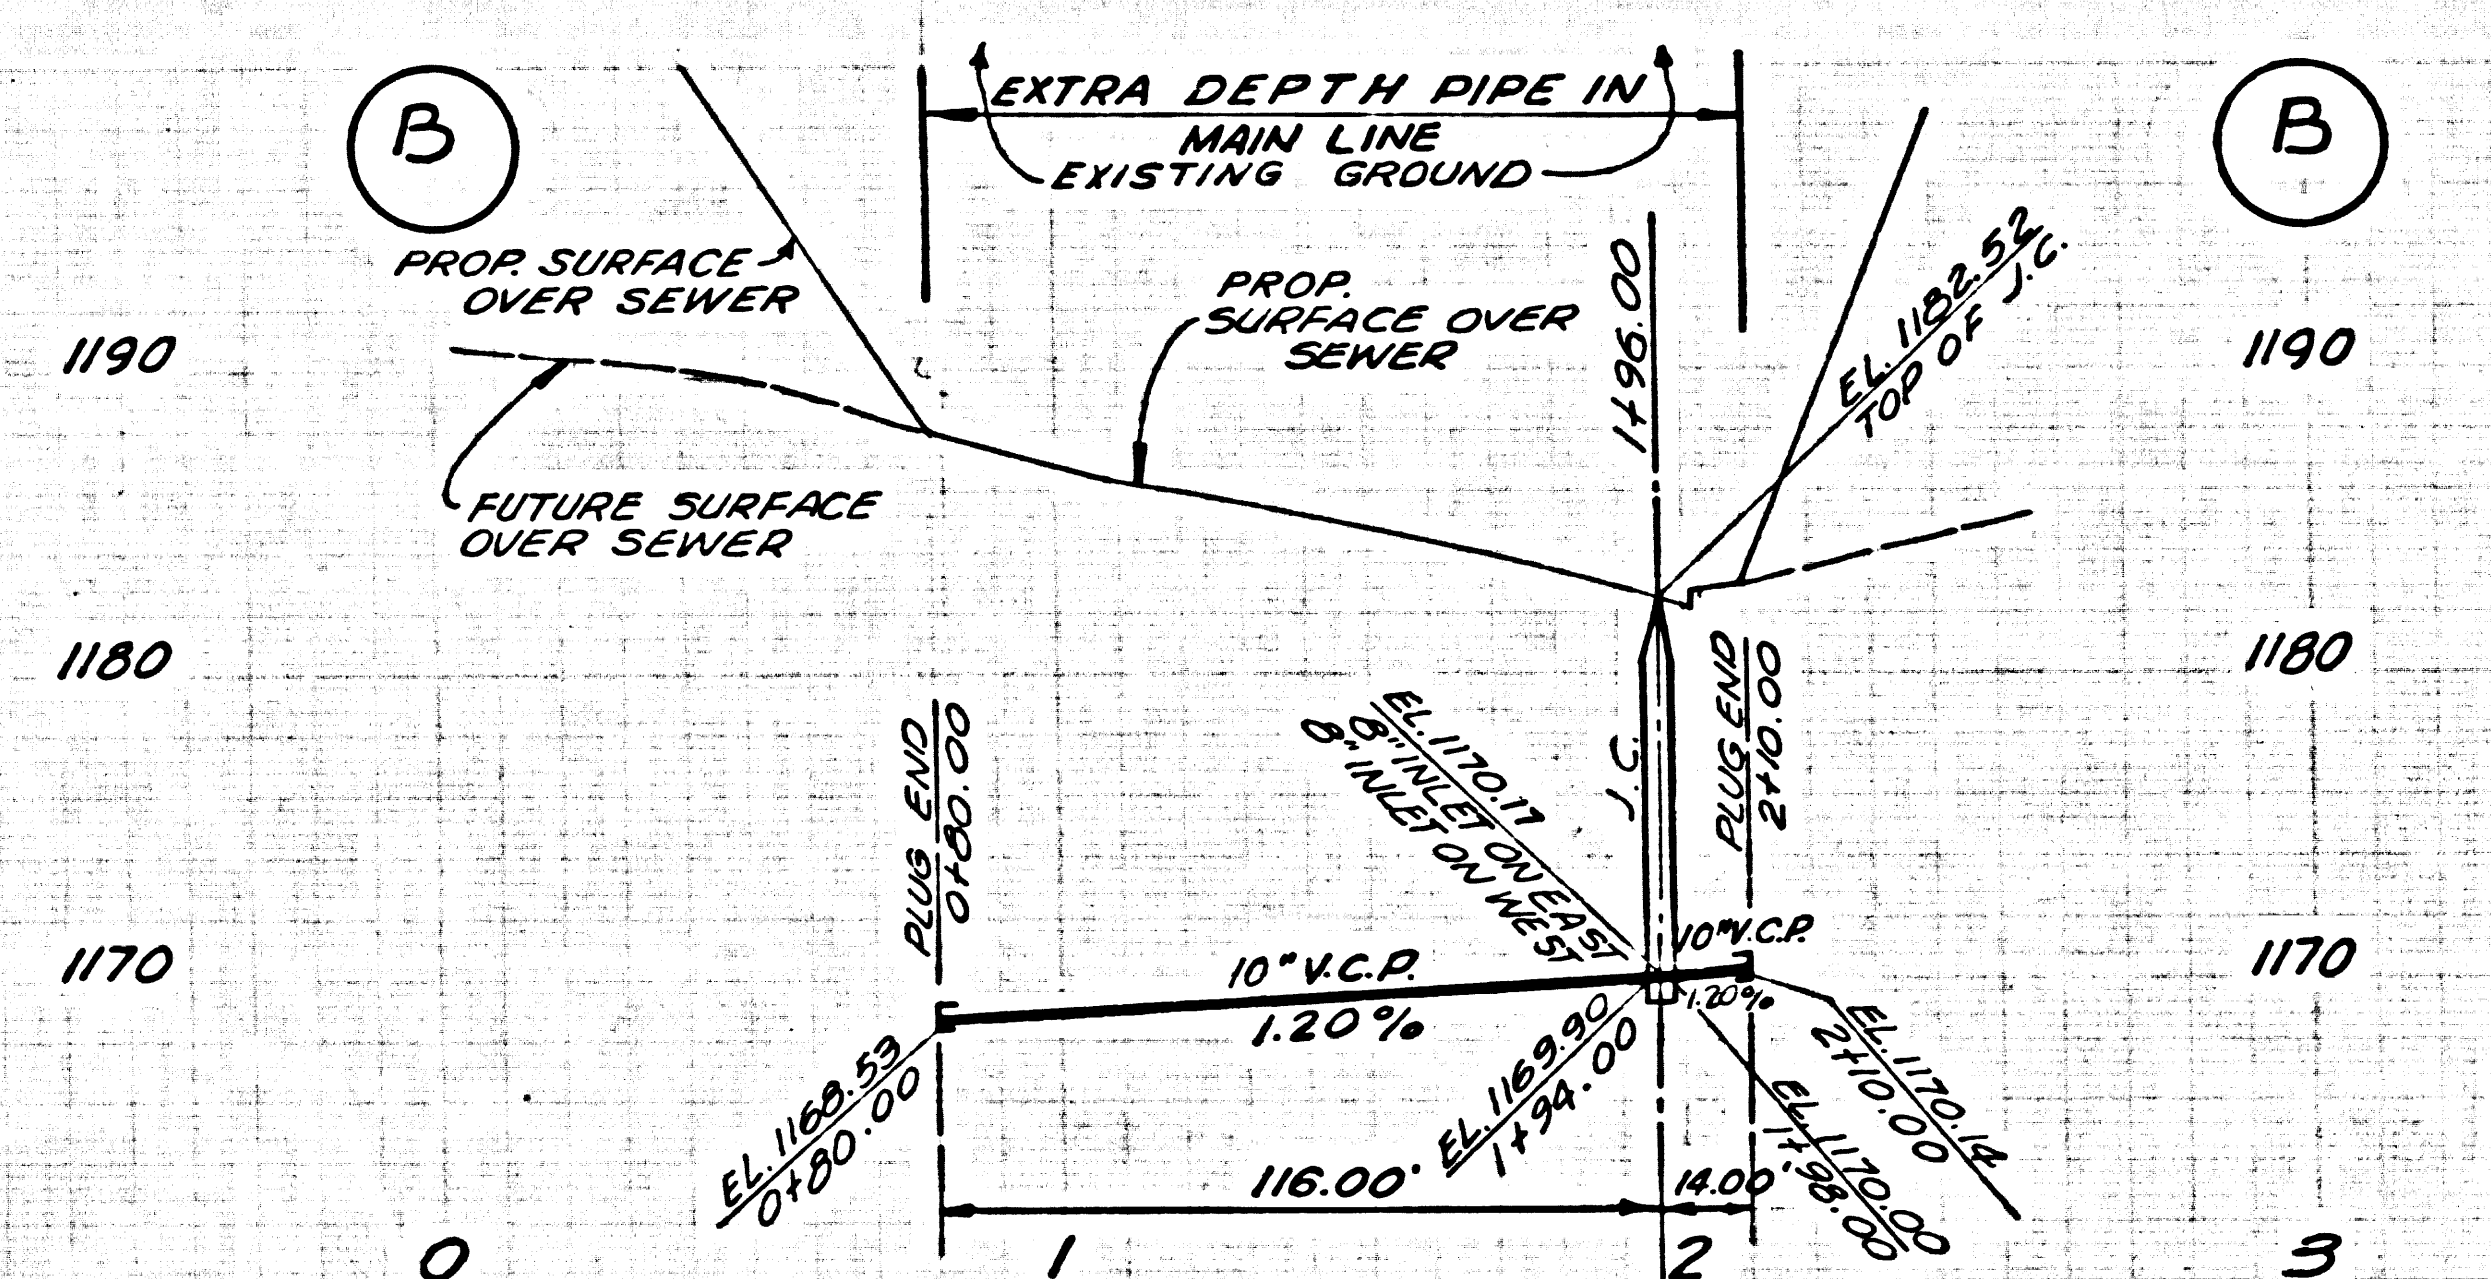 EXTRA DEPTH PIPE IN
MAIN LINE
EXISTING GROUND
B
B
PROP. SURFACE
OVER SEWER
PROP.
SURFACE OVER
SEWER
1+96.00
EL. 1182.52
TOP OF J.C.
1190
1190
FUTURE SURFACE
OVER SEWER
1180
1180
PLUG END
0+80.00
EL. 1170.17
8" INLET ON EAST
8" INLET ON WEST
J.C.
PLUG END
2+10.00
1170
1170
10" V.C.P.
1.20%
10" V.C.P.
1.20%
EL. 1168.53
0+80.00
EL. 1169.90
1+94.00
EL. 1170.14
2+10.00
EL. 1170.00
1+98.00
116.00'
14.00'
0
1
2
3